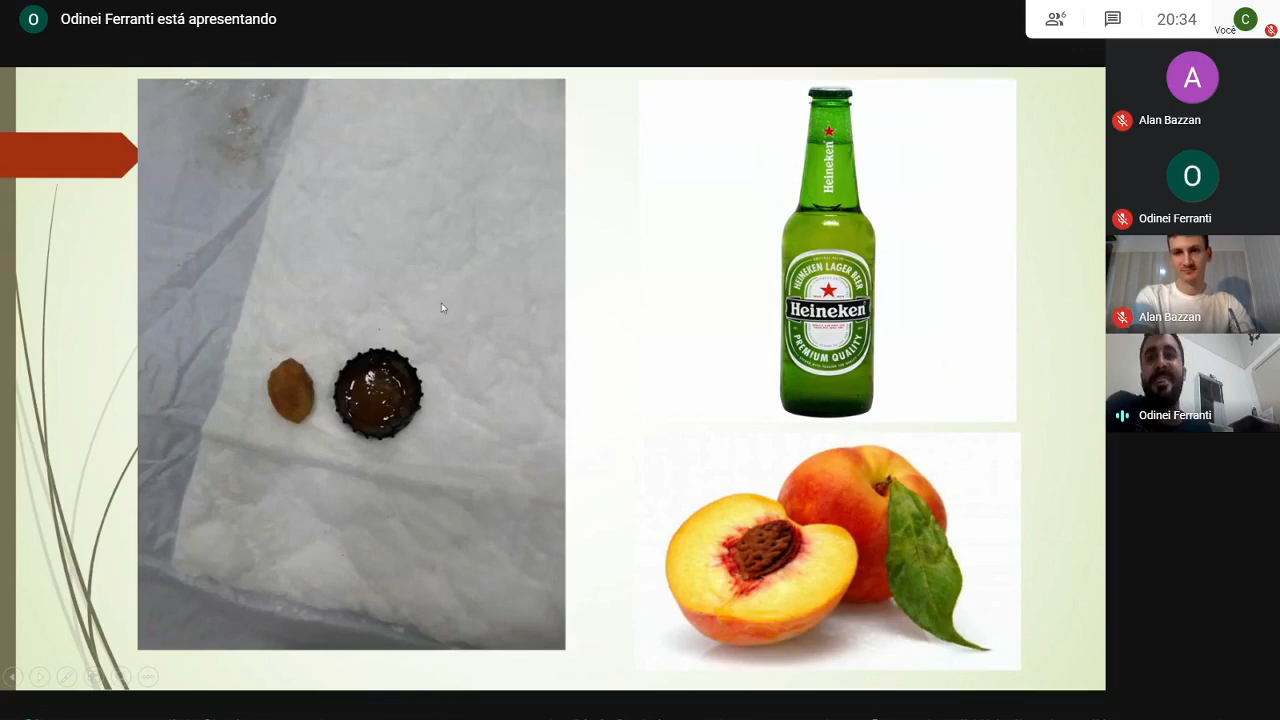 O
Odinei Ferranti está apresentando
6
20:34
Você
C
A
Alan Bazzan
O
Odinei Ferranti
Alan Bazzan
Odinei Ferranti
Heineken
HEINEKEN LAGER BEER
Heineken
PREMIUM QUALITY